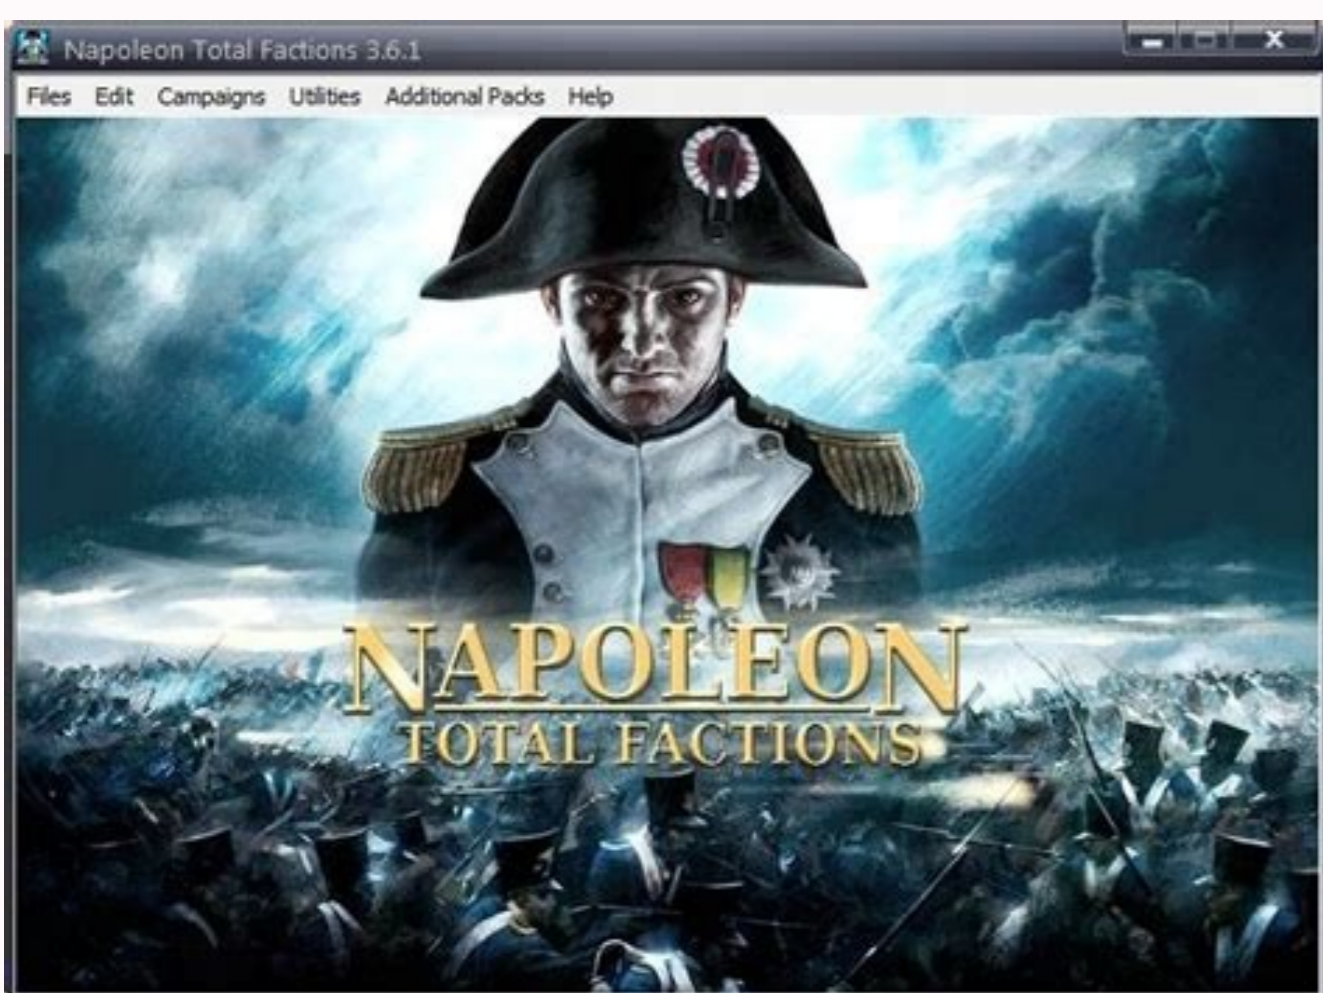 Napoleon Total Factions 3.6.1
Files Edit Campaigns Utilities Additional Packs Help
NAPOLEON
TOTAL FACTIONS